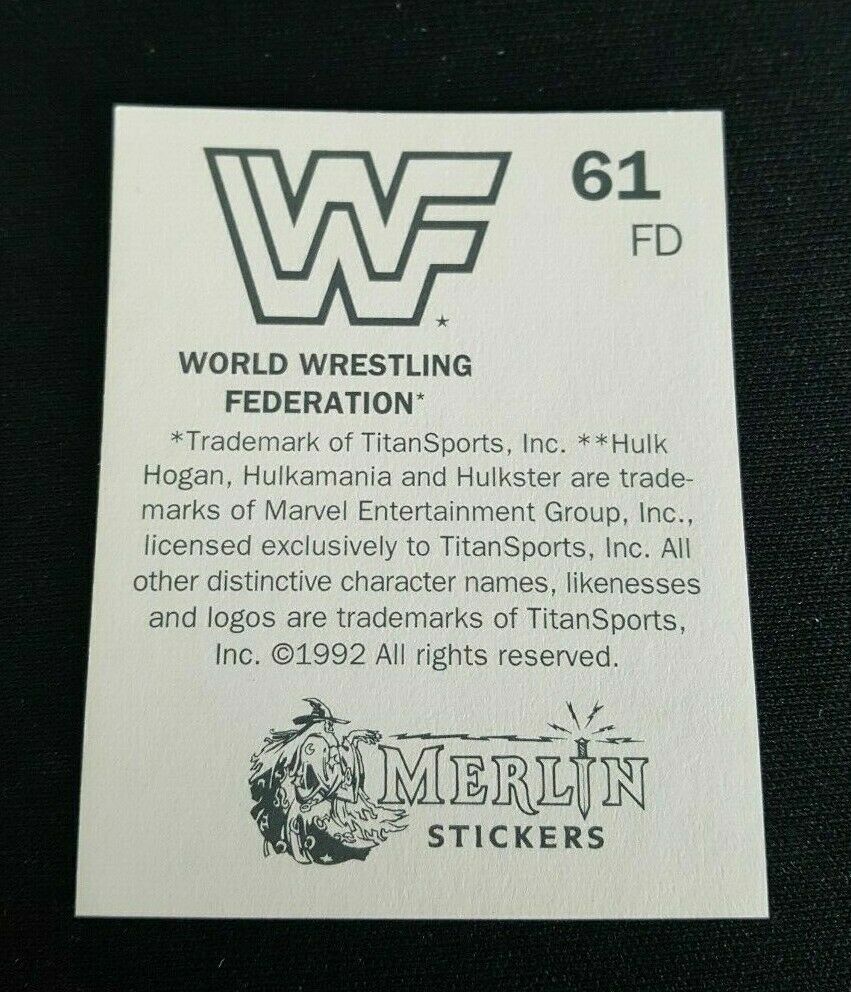 WF
61
FD
WORLD WRESTLING
FEDERATION*
*Trademark of TitanSports, Inc. **Hulk
Hogan, Hulkamania and Hulkster are trade-
marks of Marvel Entertainment Group, Inc.,
licensed exclusively to TitanSports, Inc. All
other distinctive character names, likenesses
and logos are trademarks of TitanSports,
Inc. ©1992 All rights reserved.
MERLIN
STICKERS